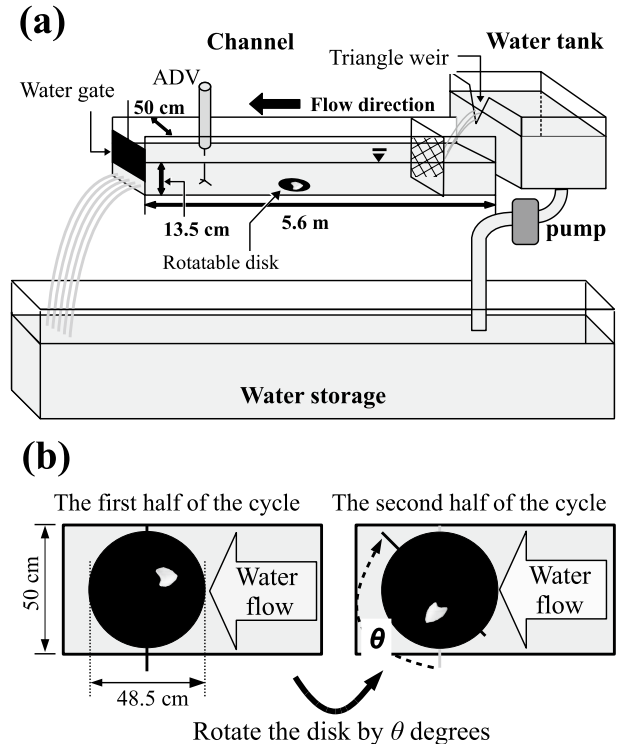 (a)
Channel
Water tank
Triangle weir
Water gate
ADV
50 cm
Flow direction
13.5 cm
5.6 m
Rotatable disk
pump
Water storage
(b)
The first half of the cycle
The second half of the cycle
50 cm
Water
flow
Water
flow
θ
48.5 cm
Rotate the disk by θ degrees